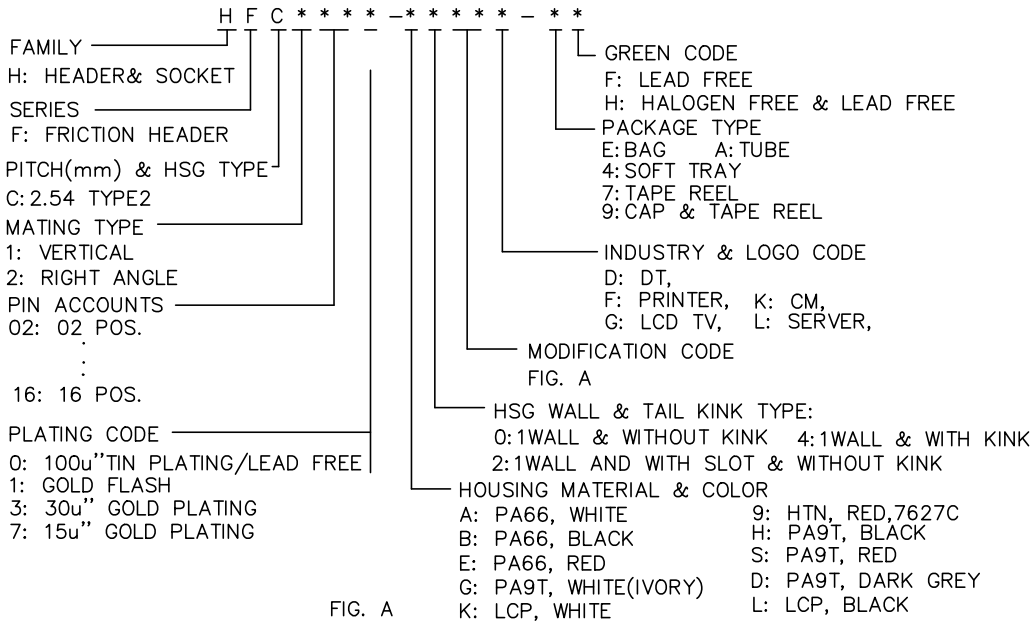 H F C * * * * - * * * * * - * *
FAMILY
H: HEADER& SOCKET
SERIES
F: FRICTION HEADER
PITCH(mm) & HSG TYPE
C: 2.54 TYPE2
MATING TYPE
1: VERTICAL
2: RIGHT ANGLE
PIN ACCOUNTS
02: 02 POS.
16: 16 POS.
PLATING CODE
0: 100u"TIN PLATING/LEAD FREE
1: GOLD FLASH
3: 30u" GOLD PLATING
7: 15u" GOLD PLATING
GREEN CODE
F: LEAD FREE
H: HALOGEN FREE & LEAD FREE
PACKAGE TYPE
E: BAG A: TUBE
4: SOFT TRAY
7: TAPE REEL
9: CAP & TAPE REEL
INDUSTRY & LOGO CODE
D: DT,
F: PRINTER, K: CM,
G: LCD TV, L: SERVER,
MODIFICATION CODE
FIG. A
HSG WALL & TAIL KINK TYPE:
0:1WALL & WITHOUT KINK 4:1WALL & WITH KINK
2:1WALL AND WITH SLOT & WITHOUT KINK
HOUSING MATERIAL & COLOR
A: PA66, WHITE
B: PA66, BLACK
E: PA66, RED
G: PA9T, WHITE(IVORY)
K: LCP, WHITE
9: HTN, RED,7627C
H: PA9T, BLACK
S: PA9T, RED
D: PA9T, DARK GREY
L: LCP, BLACK
FIG. A